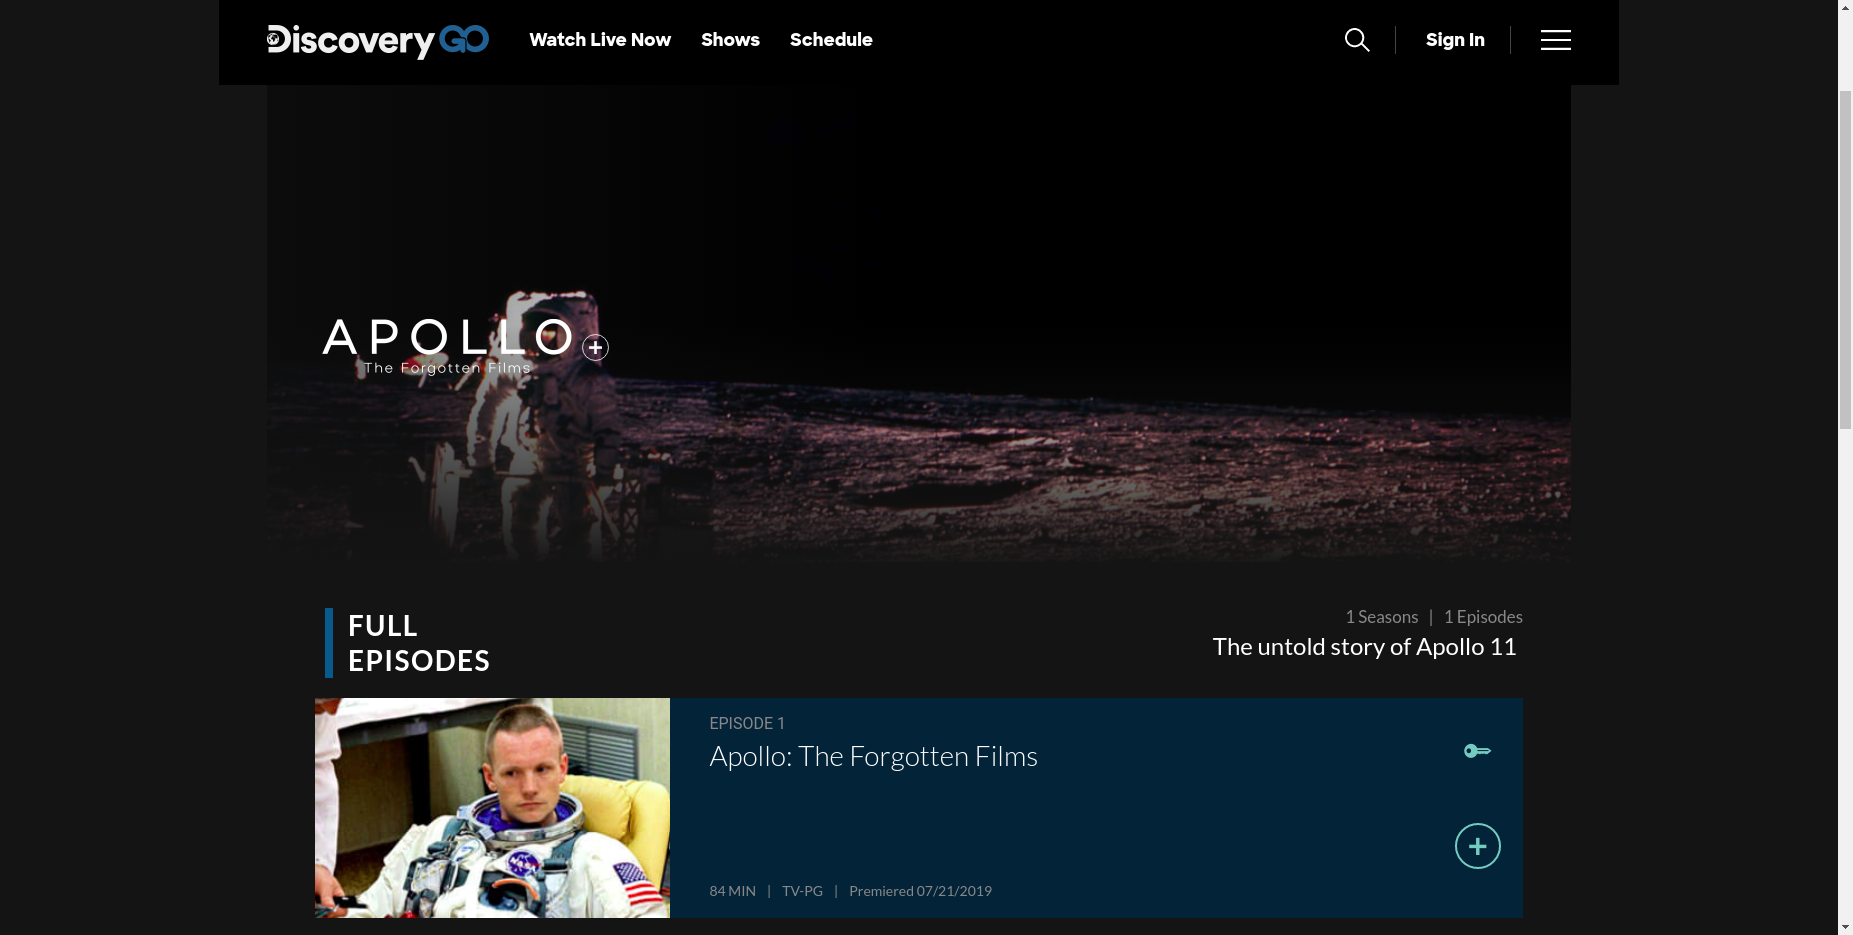 Discovery GO
Watch Live Now
Shows
Schedule
Sign In
APOLLO
The Forgotten Films
FULL
EPISODES
1 Seasons | 1 Episodes
The untold story of Apollo 11
EPISODE 1
Apollo: The Forgotten Films
NASA
84 MIN | TV-PG | Premiered 07/21/2019